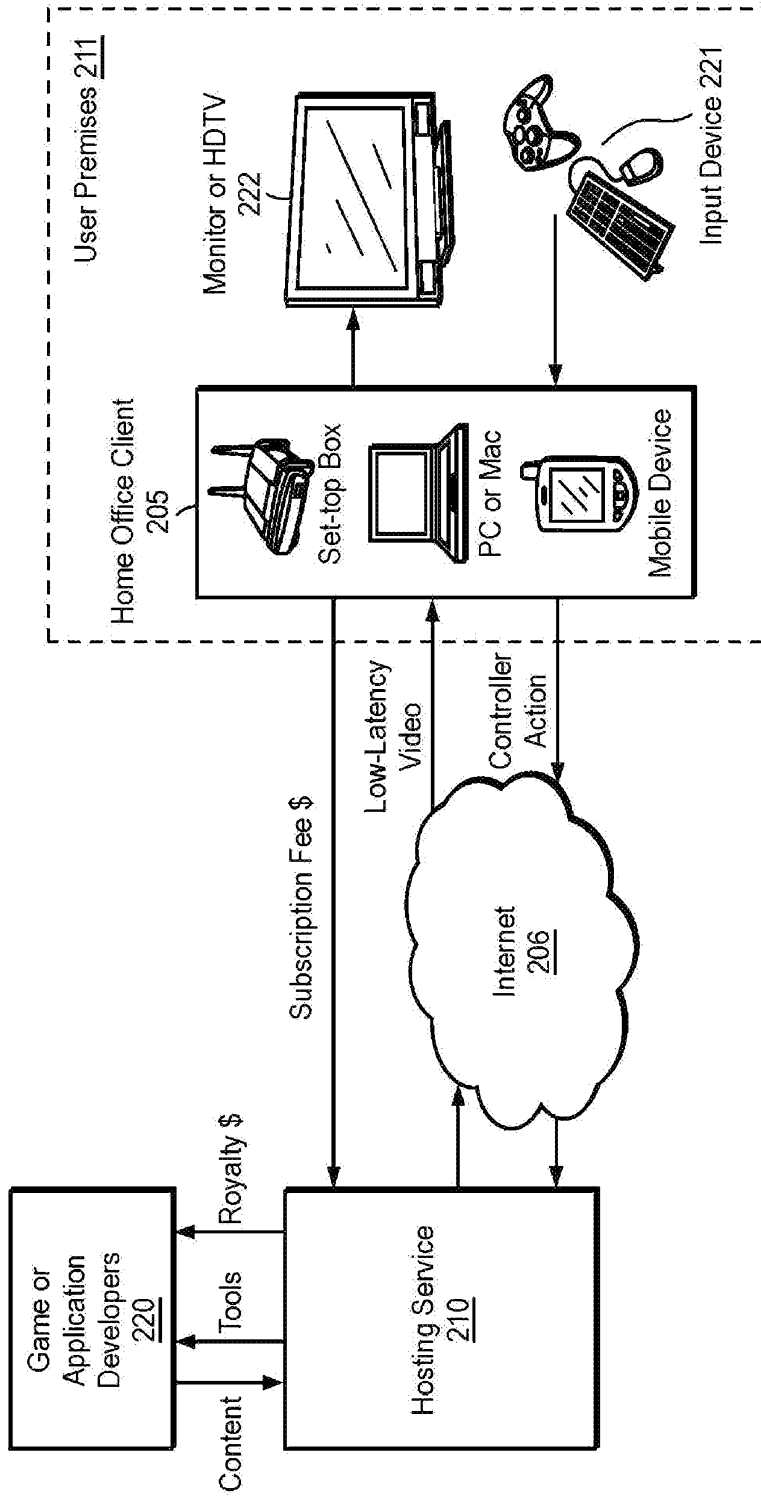 Game or
Application
Developers
220
Content
Tools
Royalty $
Hosting Service
210
Subscription Fee $
Internet
206
Low-Latency
Video
Controller
Action
User Premises 211
Home Office Client
205
Set-top Box
PC or Mac
Mobile Device
Monitor or HDTV
222
Input Device 221